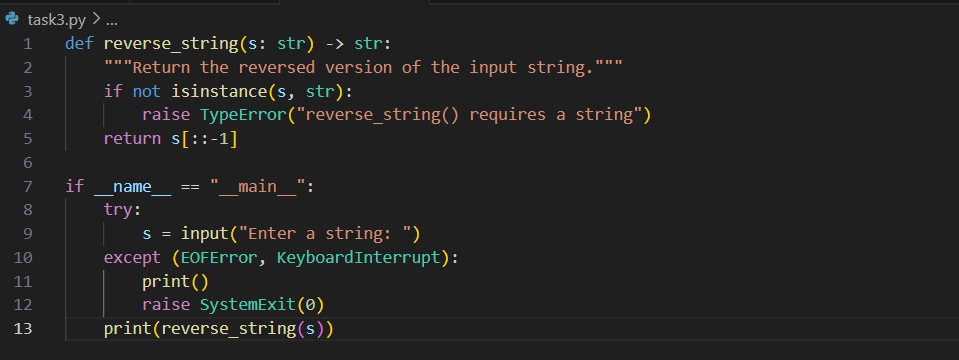 task3.py > ...
1 def reverse_string(s: str) -> str:
2     """Return the reversed version of the input string."""
3     if not isinstance(s, str):
4         raise TypeError("reverse_string() requires a string")
5     return s[::-1]
6
7 if __name__ == "__main__":
8     try:
9         s = input("Enter a string: ")
10     except (EOFError, KeyboardInterrupt):
11         print()
12         raise SystemExit(0)
13     print(reverse_string(s))